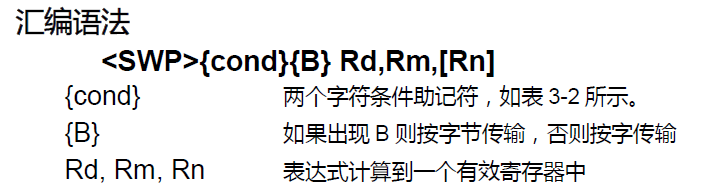 汇编语法
<SWP>{cond}{B} Rd,Rm,[Rn]
{cond} 两个字符条件助记符，如表 3-2 所示。
{B} 如果出现 B 则按字节传输，否则按字传输
Rd, Rm, Rn 表达式计算到一个有效寄存器中